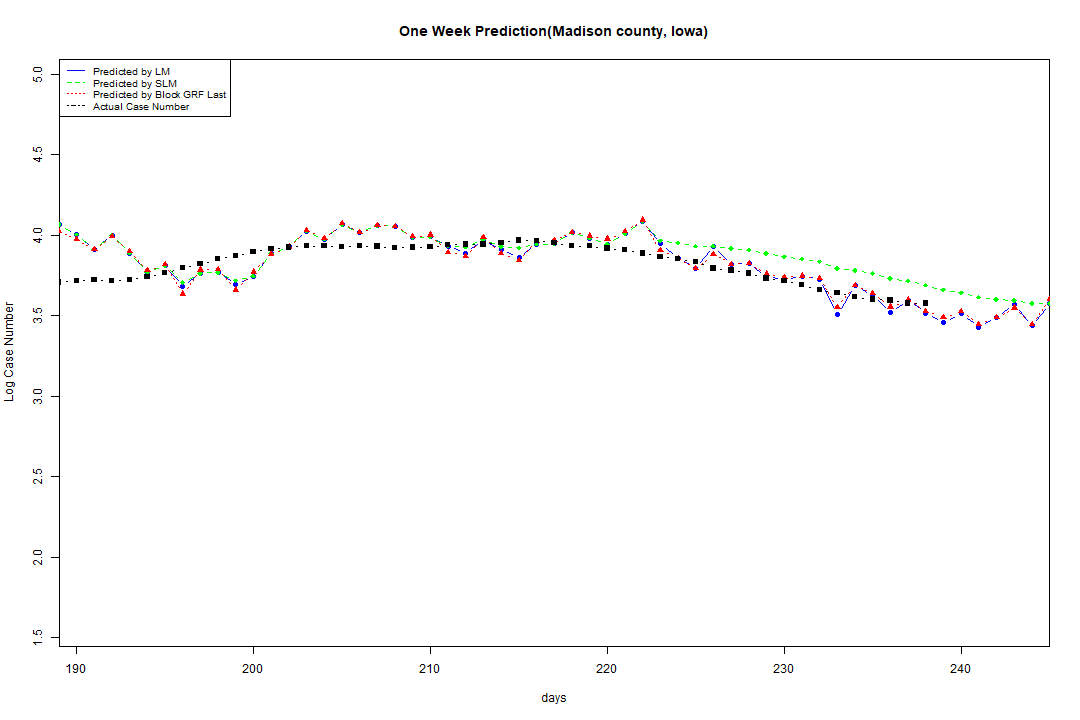 One Week Prediction(Madison county, Iowa)
Predicted by LM
Predicted by SLM
Predicted by Block GRF Last
Actual Case Number
5.0
4.5
4.0
3.5
3.0
2.5
2.0
1.5
Log Case Number
190 200 210 220 230 240
days